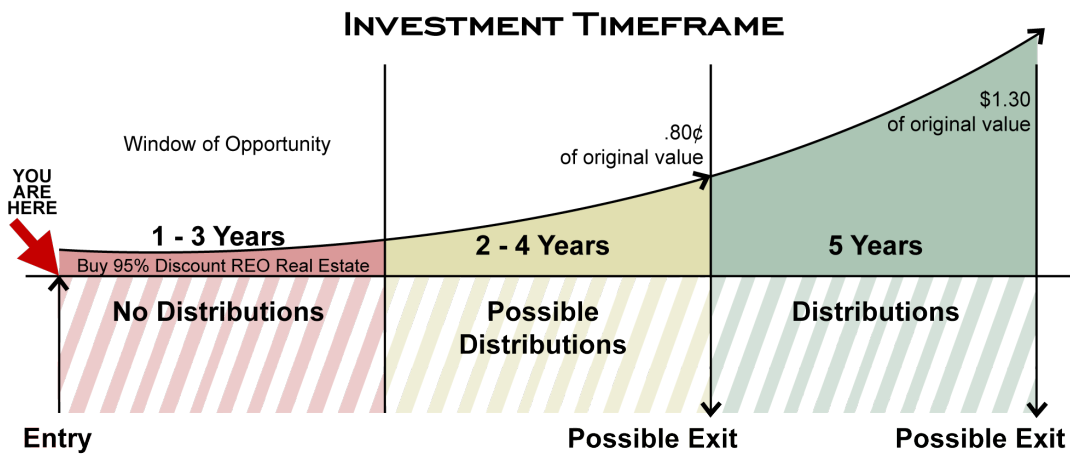 INVESTMENT TIMEFRAME
Window of Opportunity
YOU
ARE
HERE
1 - 3 Years
Buy 95% Discount REO Real Estate
No Distributions
Entry
.80¢
of original value
2 - 4 Years
Possible
Distributions
Possible Exit
$1.30
of original value
5 Years
Distributions
Possible Exit